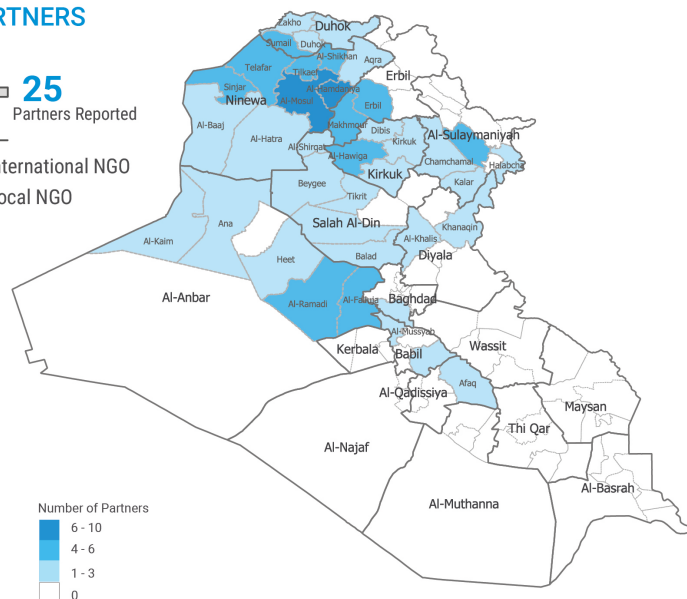 RTNERS
25
Partners Reported
nternational NGO
ocal NGO
Zakho
Duhok
Sumail
Duhok
Al-Shikhan
Aqra
Telafar
Tilkaef
Erbil
Sinjar
Al-Hamdaniya
Ninewa
Al-Mosul
Erbil
Al-Baaj
Makhmour
Dibis
Al-Hatra
Kirkuk
Al-Sulaymaniyah
Al-Shirqat
Al-Hawiga
Chamchamal
Halabcha
Kirkuk
Beygee
Kalar
Tikrit
Ana
Salah Al-Din
Khanaqin
Al-Kaim
Al-Khalis
Heet
Balad
Diyala
Al-Anbar
Al-Ramadi
Al-Falluja
Baghdad
Al-Mussyab
Kerbala
Babil
Wassit
Afaq
Al-Qadissiya
Maysan
Thi Qar
Al-Najaf
Al-Basrah
Al-Muthanna
Number of Partners
6 - 10
4 - 6
1 - 3
0